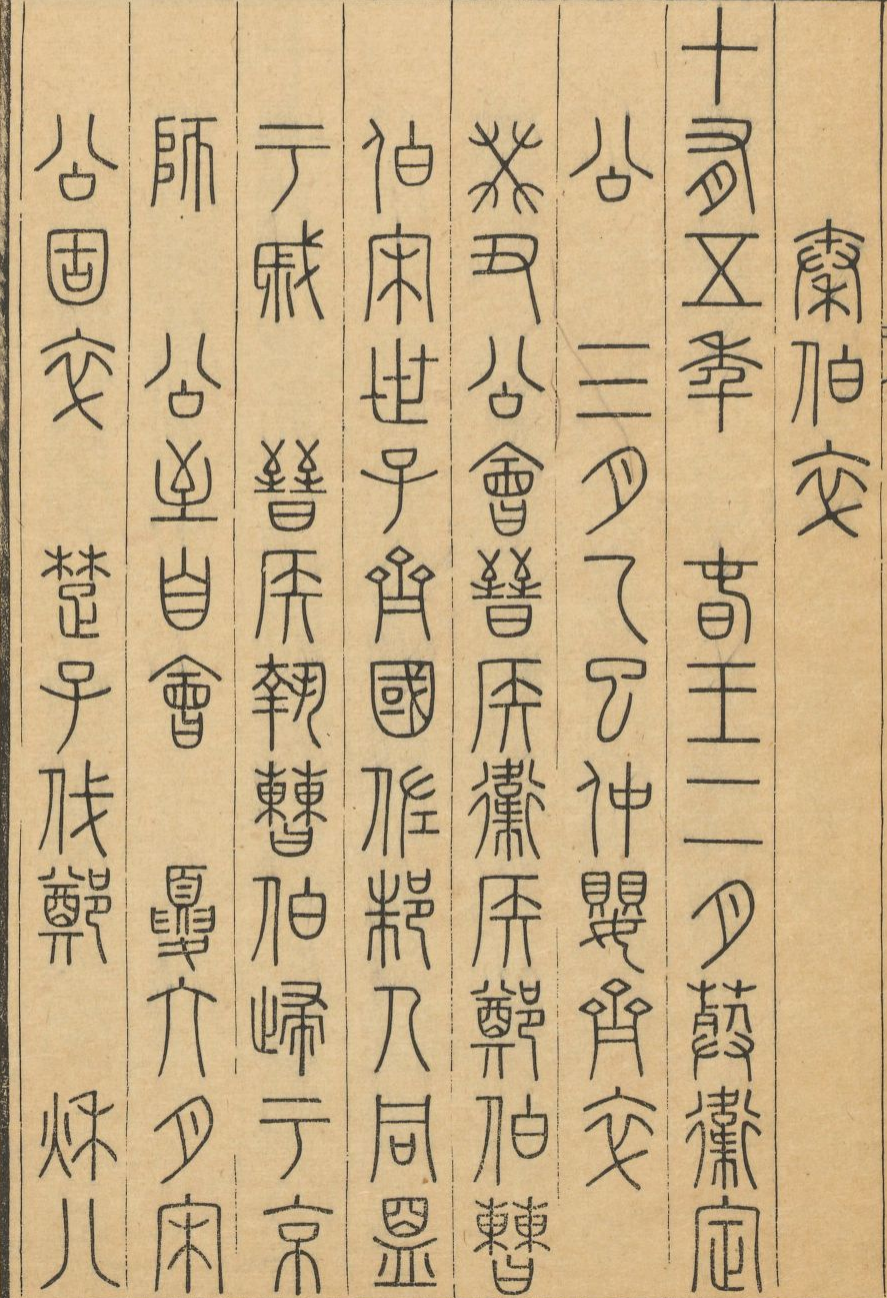 秦伯卒
十有五年 春王二月葬衛定
公 三月乙巳仲嬰齊卒
癸丑公會晉侯衛侯鄭伯曹
伯宋世子齊國佐邾人同盟
于戚 晉侯執曹伯歸于京
師 公至自會 夏六月宋
公固卒 楚子伐鄭 秋八